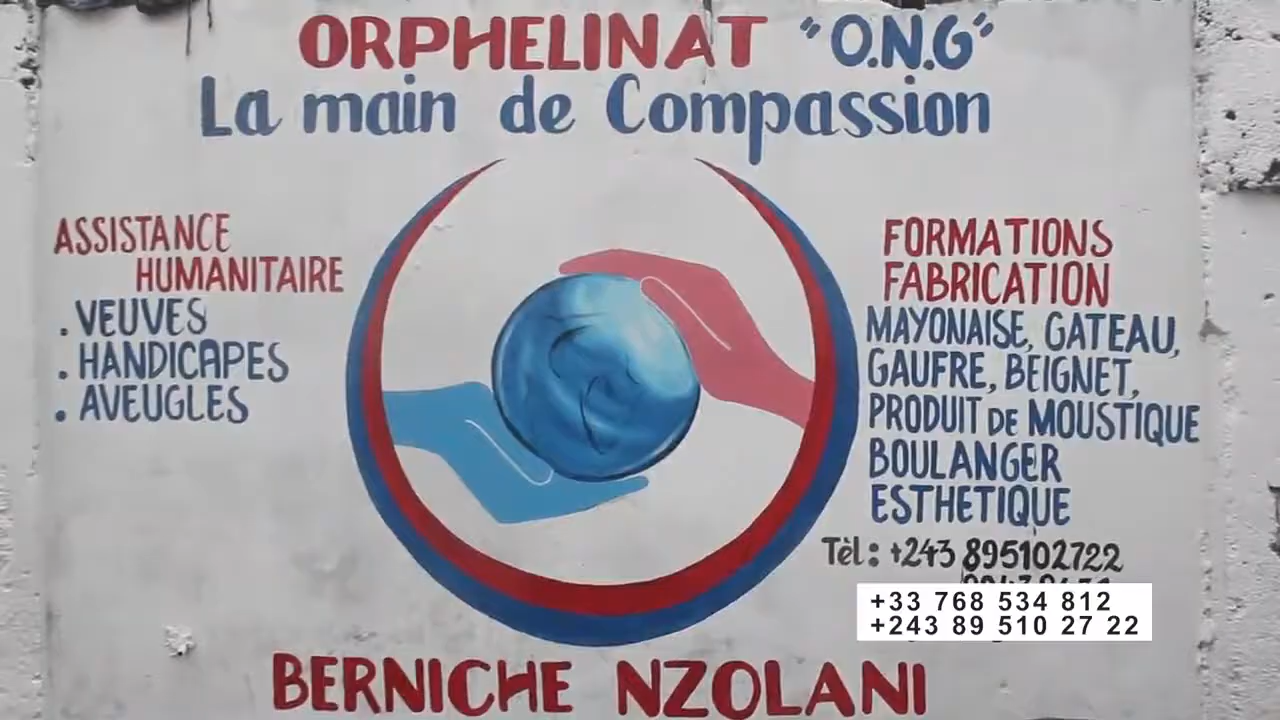 ORPHELINAT "O.N.G"
La main de Compassion
ASSISTANCE
HUMANITAIRE
. VEUVES
. HANDICAPES
. AVEUGLES
FORMATIONS
FABRICATION
MAYONAISE, GATEAU,
GAUFRE, BEIGNET,
PRODUIT DE MOUSTIQUE
BOULANGER
ESTHETIQUE
Tèl : +243 895102722
+33 768 534 812
+243 89 510 27 22
BERNICHE NZOLANI